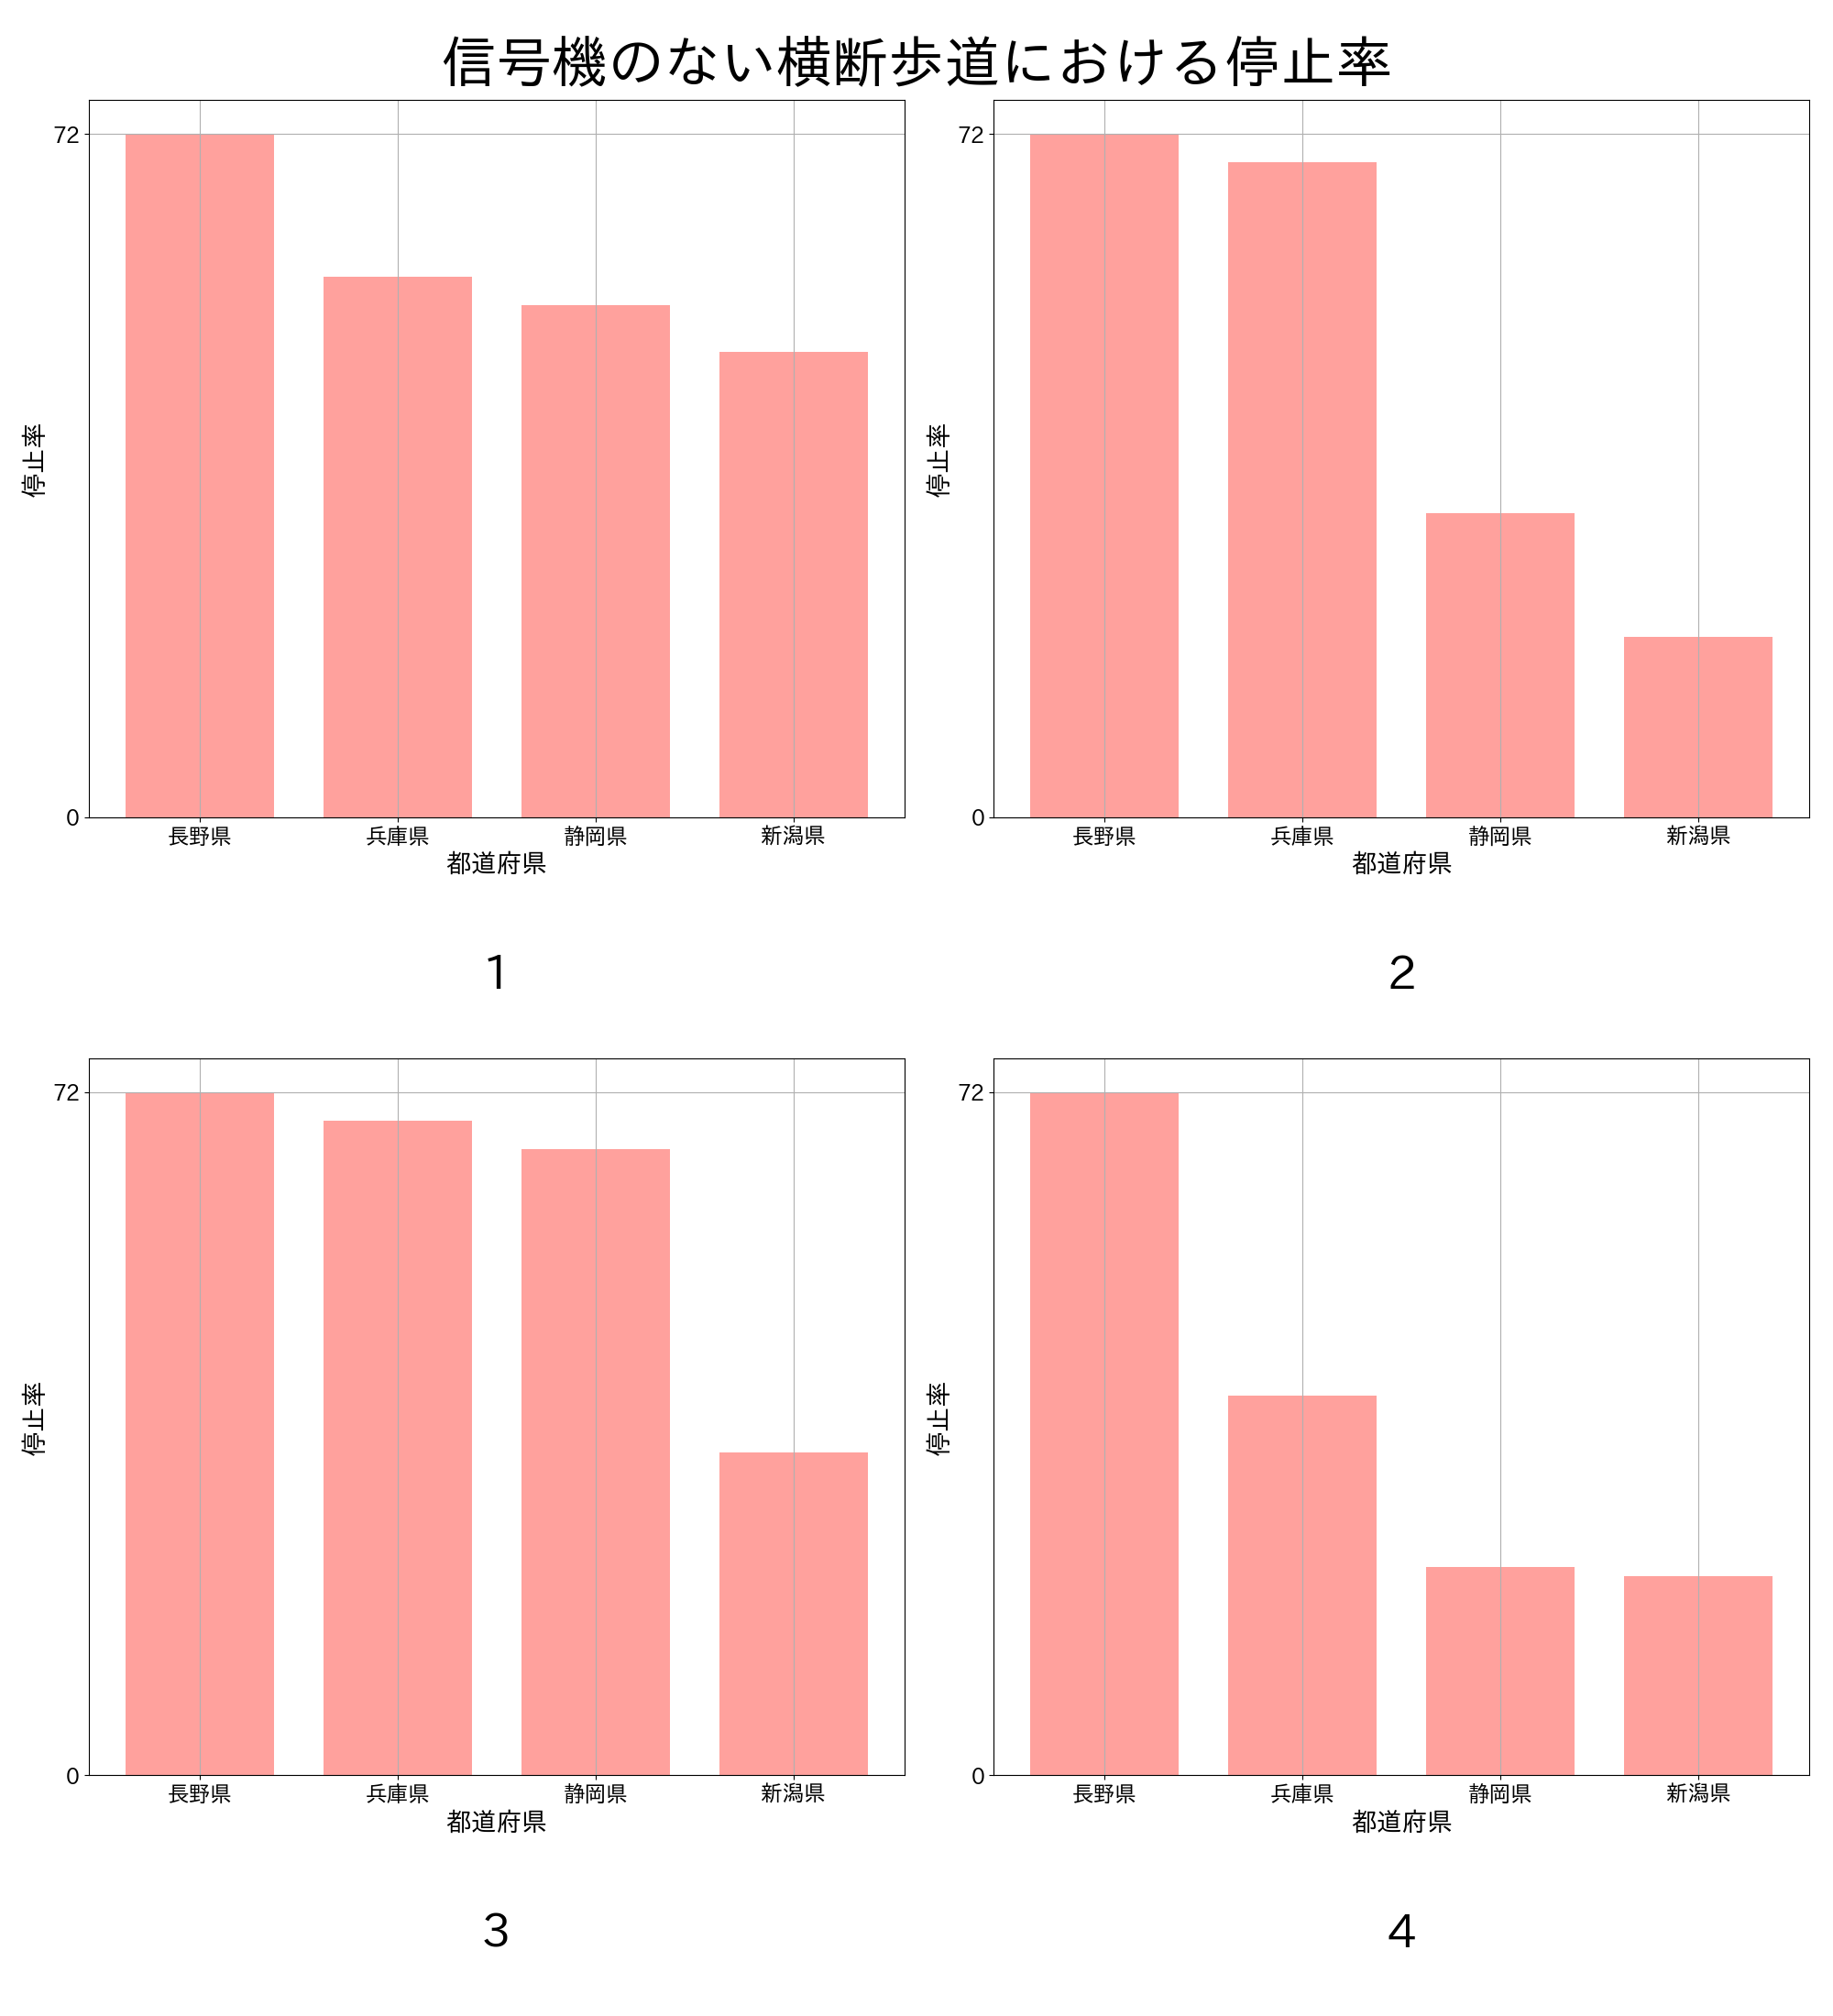 信号機のない横断歩道における停止率
72
0
停止率
長野県 兵庫県 静岡県 新潟県
都道府県
1
72
0
停止率
長野県 兵庫県 静岡県 新潟県
都道府県
2
72
0
停止率
長野県 兵庫県 静岡県 新潟県
都道府県
3
72
0
停止率
長野県 兵庫県 静岡県 新潟県
都道府県
4